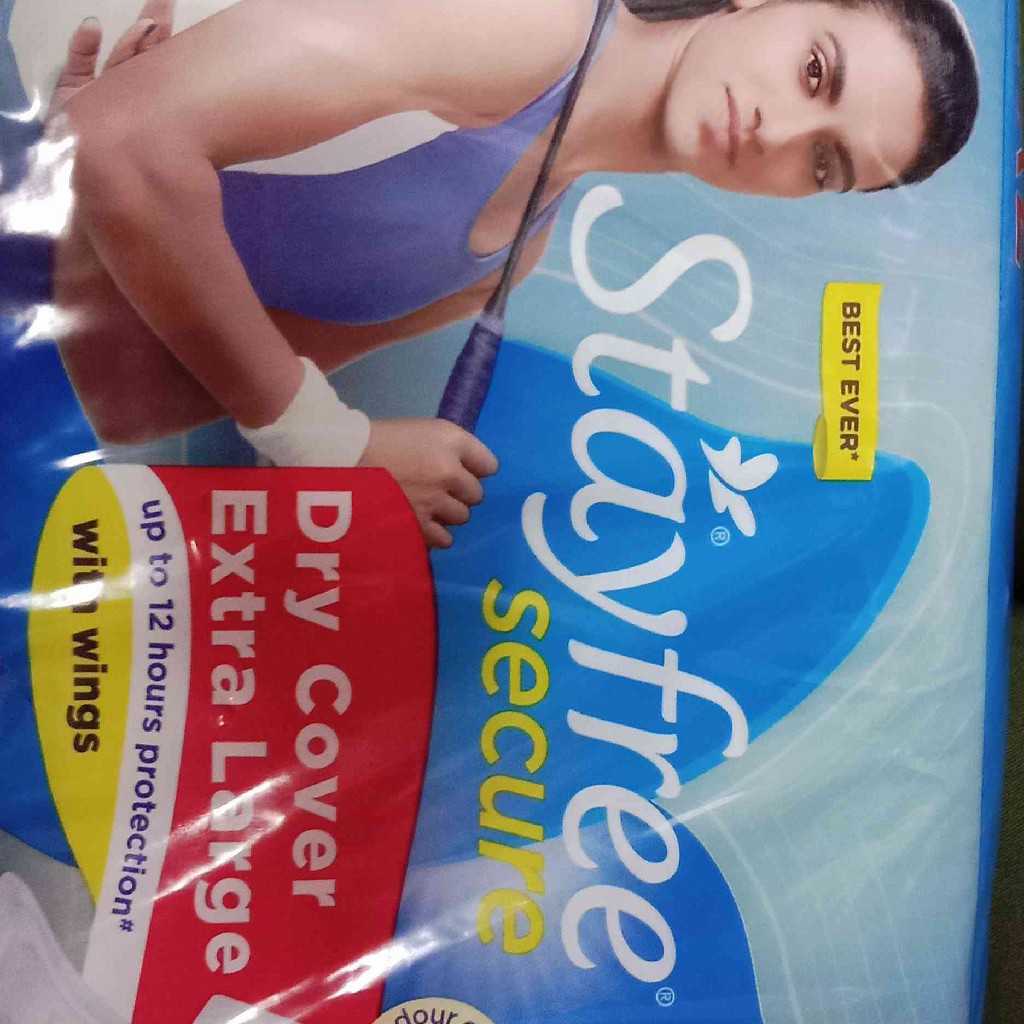 BEST EVER*
Stayfree®
secure
Dry Cover
Extra Large
up to 12 hours protection#
with wings